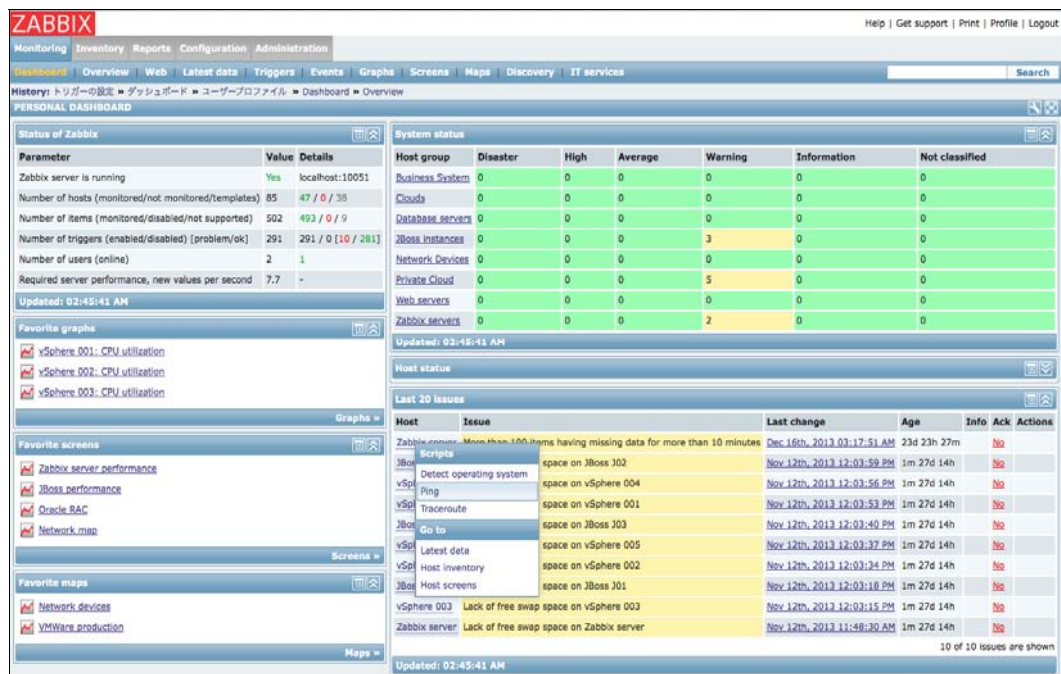 ZABBIX
Help | Get support | Print | Profile | Logout
Monitoring Inventory Reports Configuration Administration
Dashboard | Overview | Web | Latest data | Triggers | Events | Graphs | Screens | Maps | Discovery | IT services
Search
History: トリガーの設定 » ダッシュボード » ユーザープロファイル » Dashboard » Overview
PERSONAL DASHBOARD
Status of Zabbix
Parameter Value Details
Zabbix server is running Yes localhost:10051
Number of hosts (monitored/not monitored/templates) 85 47 / 0 / 38
Number of items (monitored/disabled/not supported) 502 493 / 0 / 9
Number of triggers (enabled/disabled) [problem/ok] 291 291 / 0 [10 / 281]
Number of users (online) 2 1
Required server performance, new values per second 7.7 -
Updated: 02:45:41 AM
Favorite graphs
vSphere 001: CPU utilization
vSphere 002: CPU utilization
vSphere 003: CPU utilization
Graphs »
Favorite screens
Zabbix server performance
JBoss performance
Oracle RAC
Network map
Screens »
Favorite maps
Network devices
VMWare production
Maps »
System status
Host group Disaster High Average Warning Information Not classified
Business System 0 0 0 0 0 0
Clouds 0 0 0 0 0 0
Database servers 0 0 0 0 0 0
JBoss instances 0 0 0 3 0 0
Network Devices 0 0 0 0 0 0
Private Cloud 0 0 0 5 0 0
Web servers 0 0 0 0 0 0
Zabbix servers 0 0 0 2 0 0
Updated: 02:45:41 AM
Host status
Last 20 issues
Host Issue Last change Age Info Ack Actions
Zabbix server More than 100 items having missing data for more than 10 minutes Dec 16th, 2013 03:17:51 AM 23d 23h 27m No
space on JBoss J02 Nov 12th, 2013 12:03:59 PM 1m 27d 14h No
space on vSphere 004 Nov 12th, 2013 12:03:56 PM 1m 27d 14h No
space on vSphere 001 Nov 12th, 2013 12:03:53 PM 1m 27d 14h No
space on JBoss J03 Nov 12th, 2013 12:03:40 PM 1m 27d 14h No
space on vSphere 005 Nov 12th, 2013 12:03:37 PM 1m 27d 14h No
space on vSphere 002 Nov 12th, 2013 12:03:34 PM 1m 27d 14h No
space on JBoss J01 Nov 12th, 2013 12:03:18 PM 1m 27d 14h No
vSphere 003 Lack of free swap space on vSphere 003 Nov 12th, 2013 12:03:15 PM 1m 27d 14h No
Zabbix server Lack of free swap space on Zabbix server Nov 12th, 2013 11:48:30 AM 1m 27d 14h No
10 of 10 issues are shown
Updated: 02:45:41 AM
Scripts
Detect operating system
Ping
Traceroute
Go to
Latest data
Host inventory
Host screens